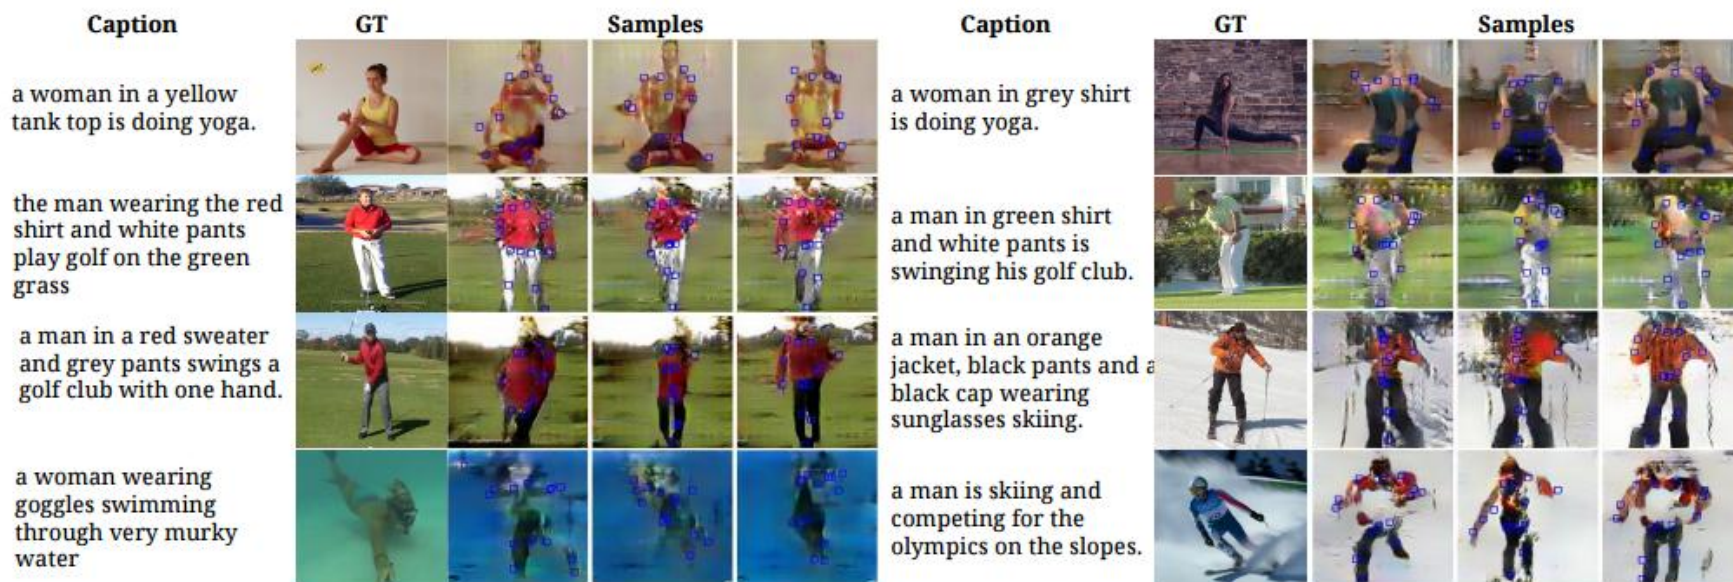 Caption GT Samples Caption GT Samples
a woman in a yellow
tank top is doing yoga.
a woman in grey shirt
is doing yoga.
the man wearing the red
shirt and white pants
play golf on the green
grass
a man in green shirt
and white pants is
swinging his golf club.
a man in a red sweater
and grey pants swings a
golf club with one hand.
a man in an orange
jacket, black pants and a
black cap wearing
sunglasses skiing.
a woman wearing
goggles swimming
through very murky
water
a man is skiing and
competing for the
olympics on the slopes.